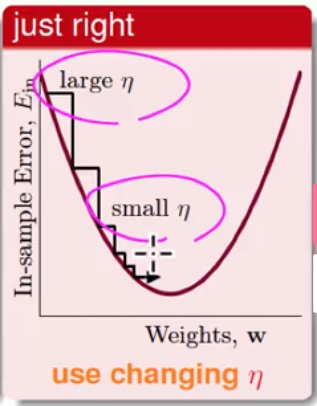 just right
large η
small η
In-sample Error, E_in
Weights, w
use changing η